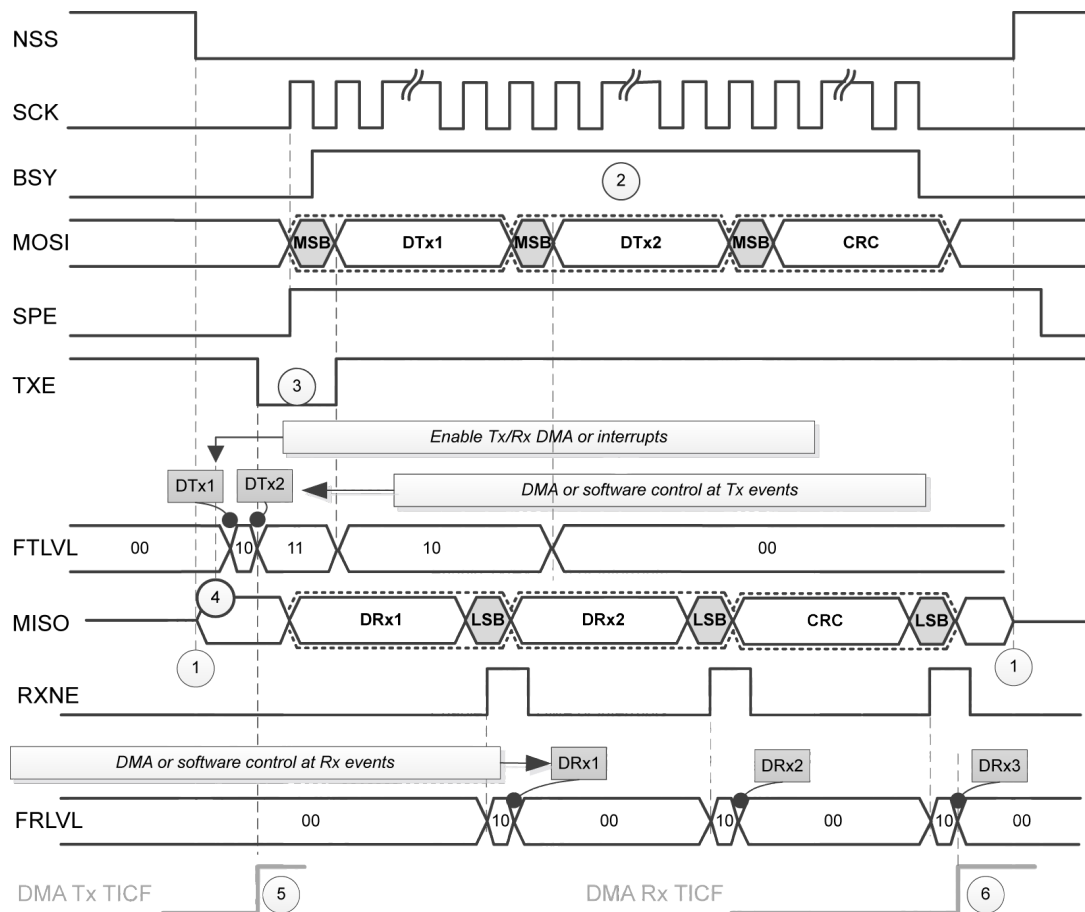 NSS
SCK
BSY
2
MOSI
MSB
DTx1
MSB
DTx2
MSB
CRC
SPE
TXE
3
Enable Tx/Rx DMA or interrupts
DTx1
DTx2
DMA or software control at Tx events
FTLVL
00
10
11
10
00
4
MISO
DRx1
LSB
DRx2
LSB
CRC
LSB
1
1
RXNE
DMA or software control at Rx events
DRx1
DRx2
DRx3
FRLVL
00
10
00
10
00
10
00
DMA Tx TICF
5
DMA Rx TICF
6